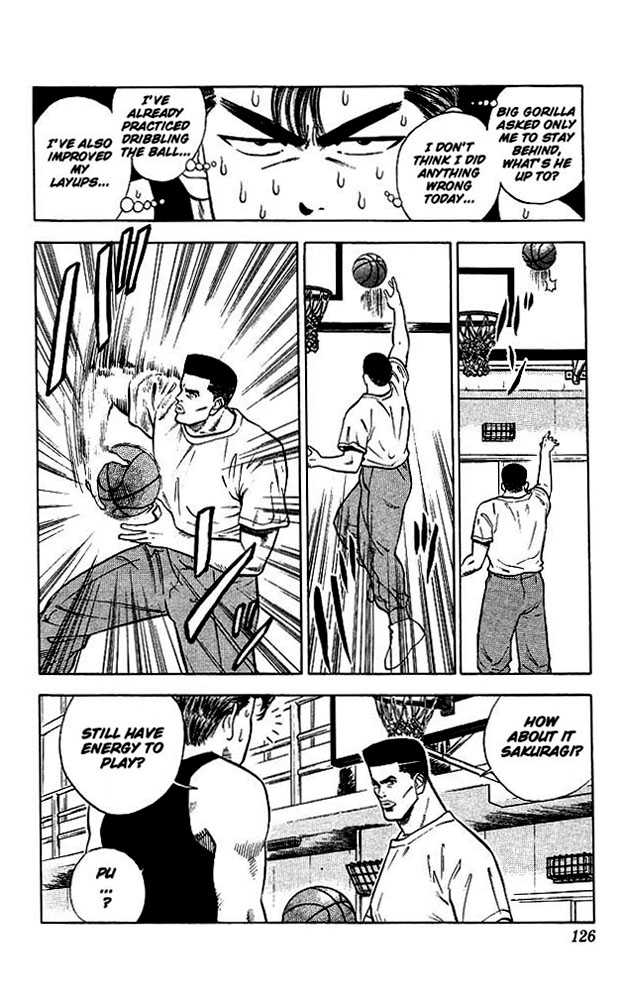 BIG GORILLA
ASKED ONLY
ME TO STAY
BEHIND,
WHAT'S HE
UP TO?
I DON'T
THINK I DID
ANYTHING
WRONG
TODAY...
I'VE
ALREADY
PRACTICED
DRIBBLING
THE BALL...
I'VE ALSO
IMPROVED
MY
LAYUPS...
HOW
ABOUT IT
SAKURAGI?
STILL HAVE
ENERGY TO
PLAY?
PU
...
?
126